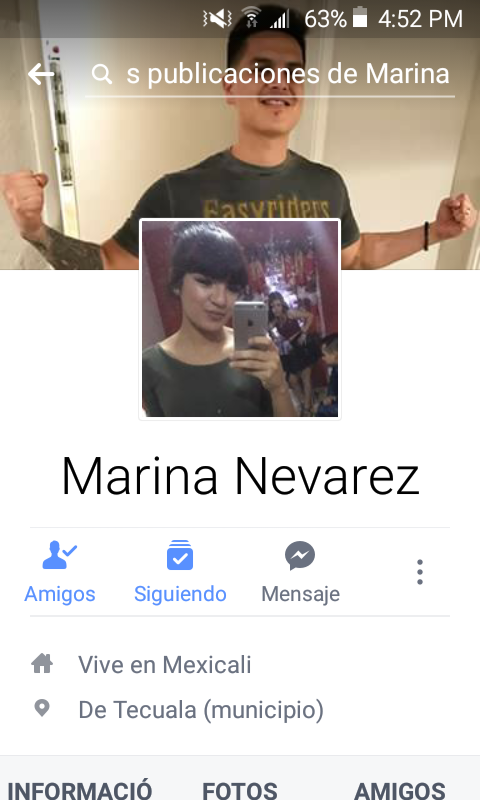 63% 4:52 PM
s publicaciones de Marina
Easyriders
Marina Nevarez
Amigos Siguiendo Mensaje
Vive en Mexicali
De Tecuala (municipio)
INFORMACIÓ FOTOS AMIGOS